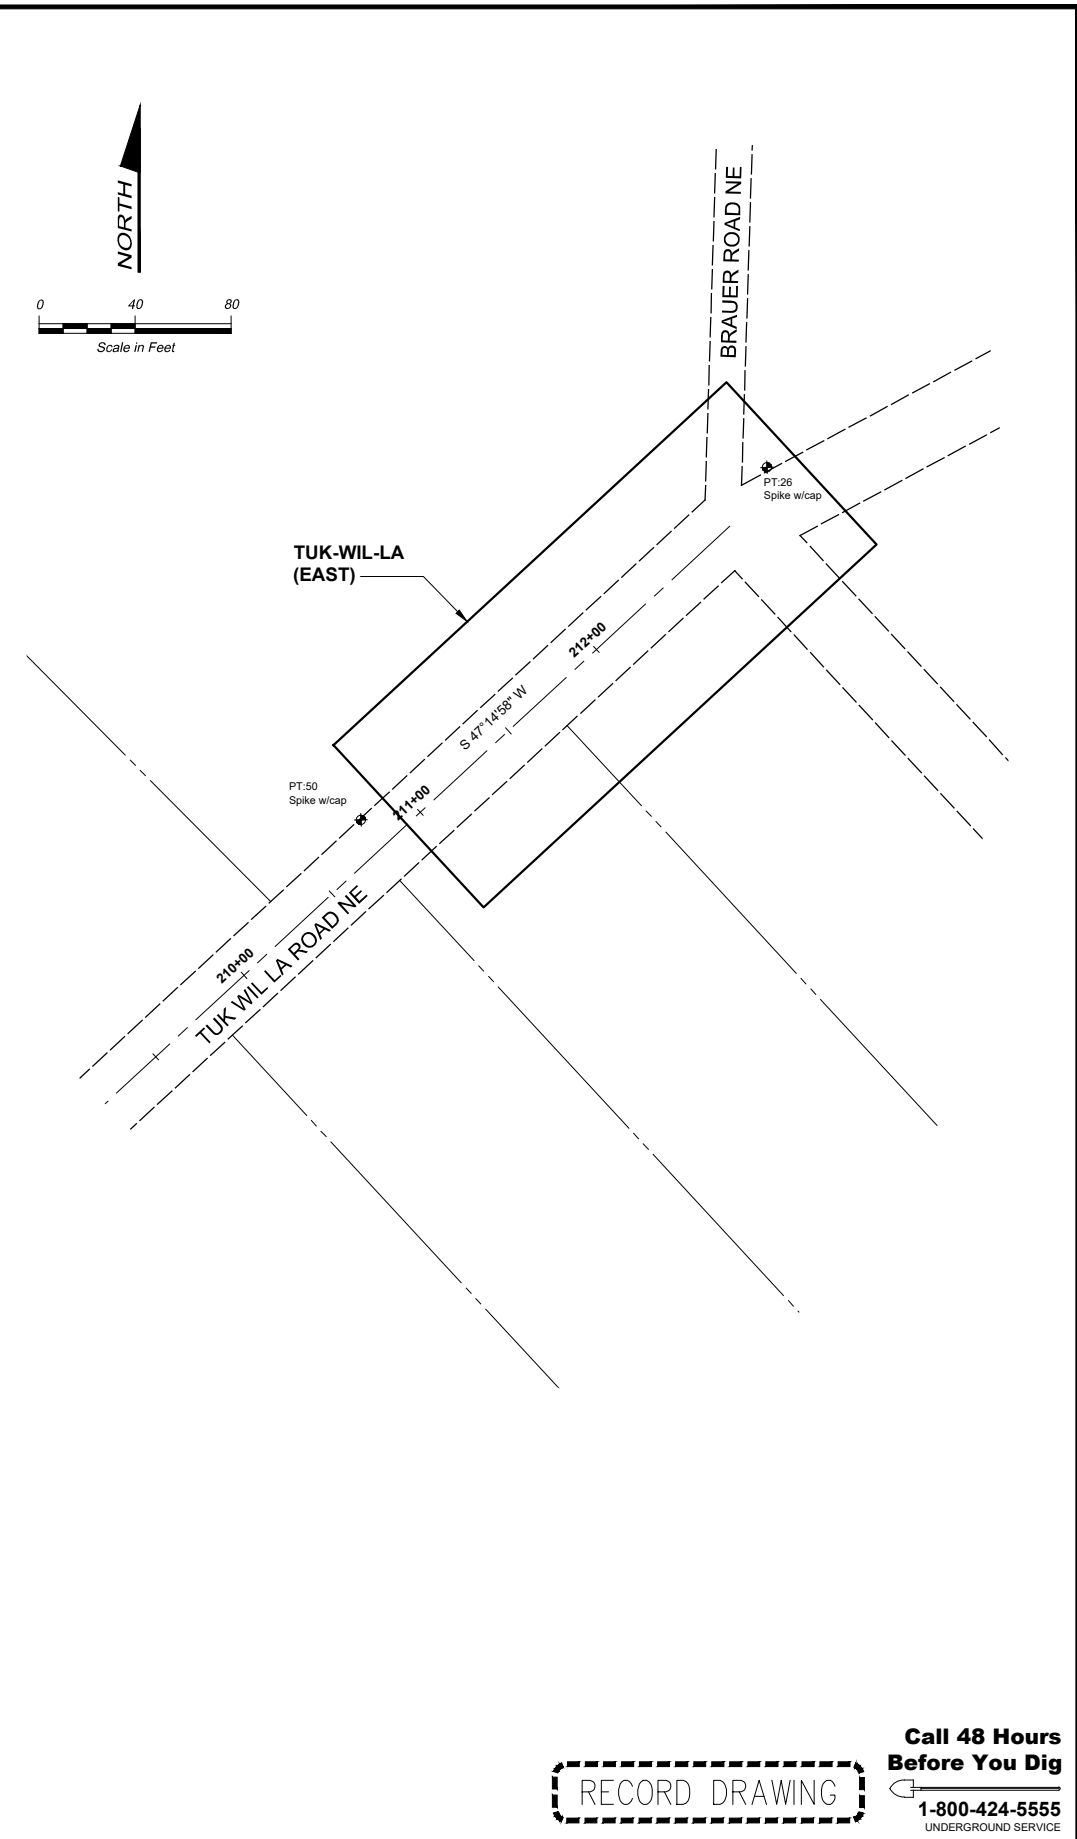 NORTH
0 40 80
Scale in Feet
BRAUER ROAD NE
PT:26
Spike w/cap
TUK-WIL-LA
(EAST)
212+00
S 47°14'58" W
PT:50
Spike w/cap
211+00
210+00
TUK WIL LA ROAD NE
RECORD DRAWING
Call 48 Hours
Before You Dig
1-800-424-5555
UNDERGROUND SERVICE